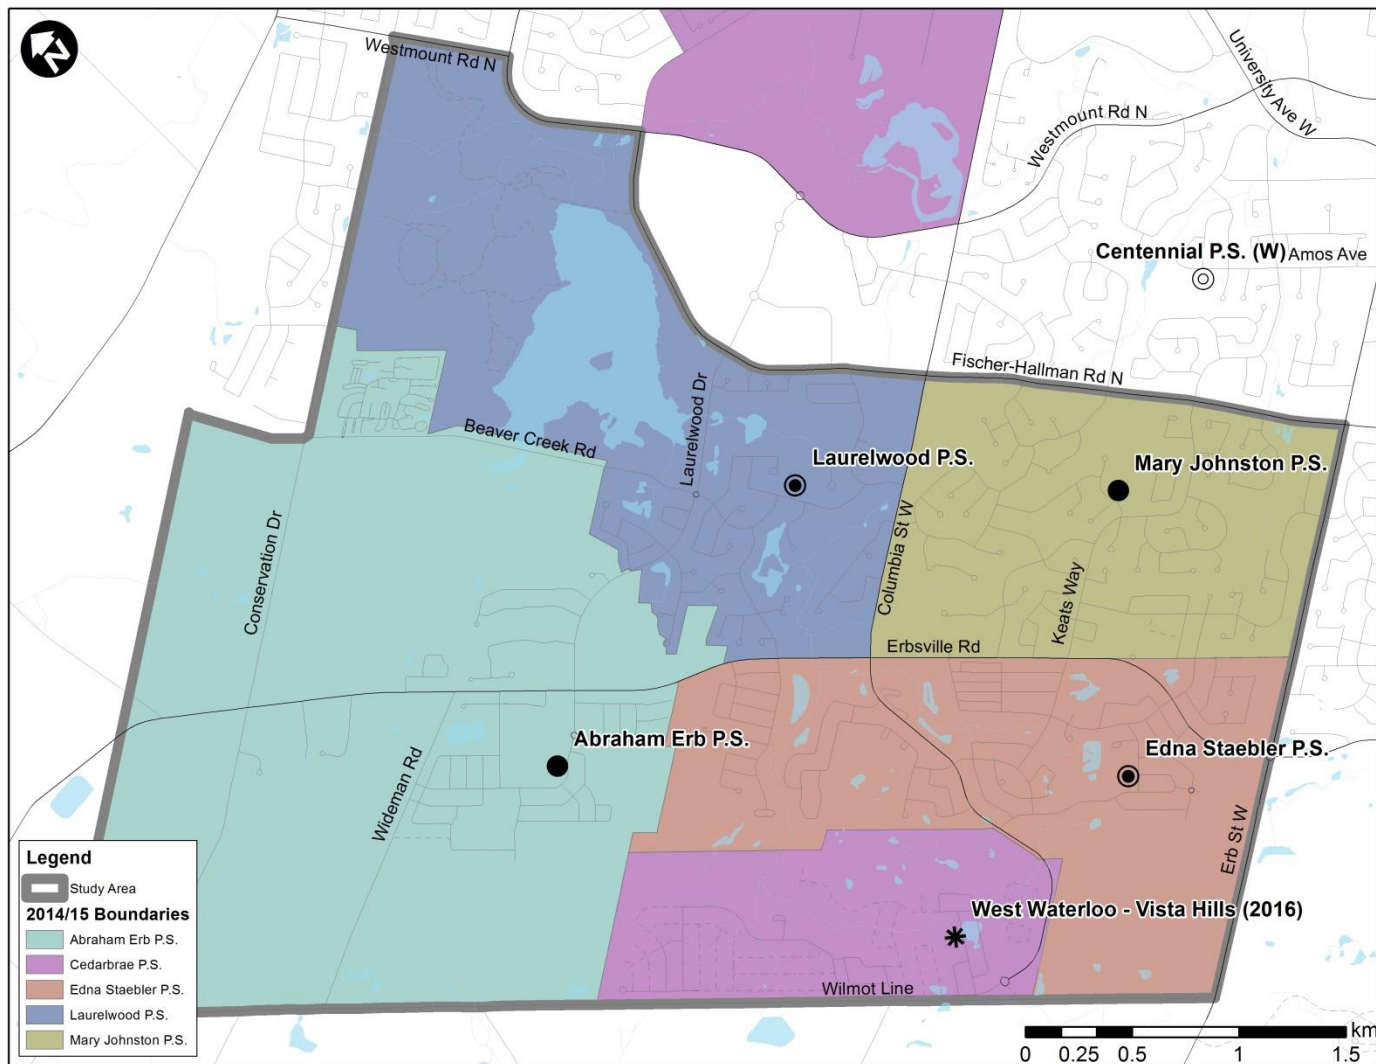 N
Westmount Rd N
University Ave W
Westmount Rd N
Centennial P.S. (W)
Amos Ave
Fischer-Hallman Rd N
Beaver Creek Rd
Laurelwood Dr
Laurelwood P.S.
Mary Johnston P.S.
Conservation Dr
Columbia St W
Keats Way
Erbsville Rd
Abraham Erb P.S.
Edna Staebler P.S.
Wideman Rd
Erb St W
West Waterloo - Vista Hills (2016)
Wilmot Line
Legend
Study Area
2014/15 Boundaries
Abraham Erb P.S.
Cedarbrae P.S.
Edna Staebler P.S.
Laurelwood P.S.
Mary Johnston P.S.
km
0 0.25 0.5 1 1.5